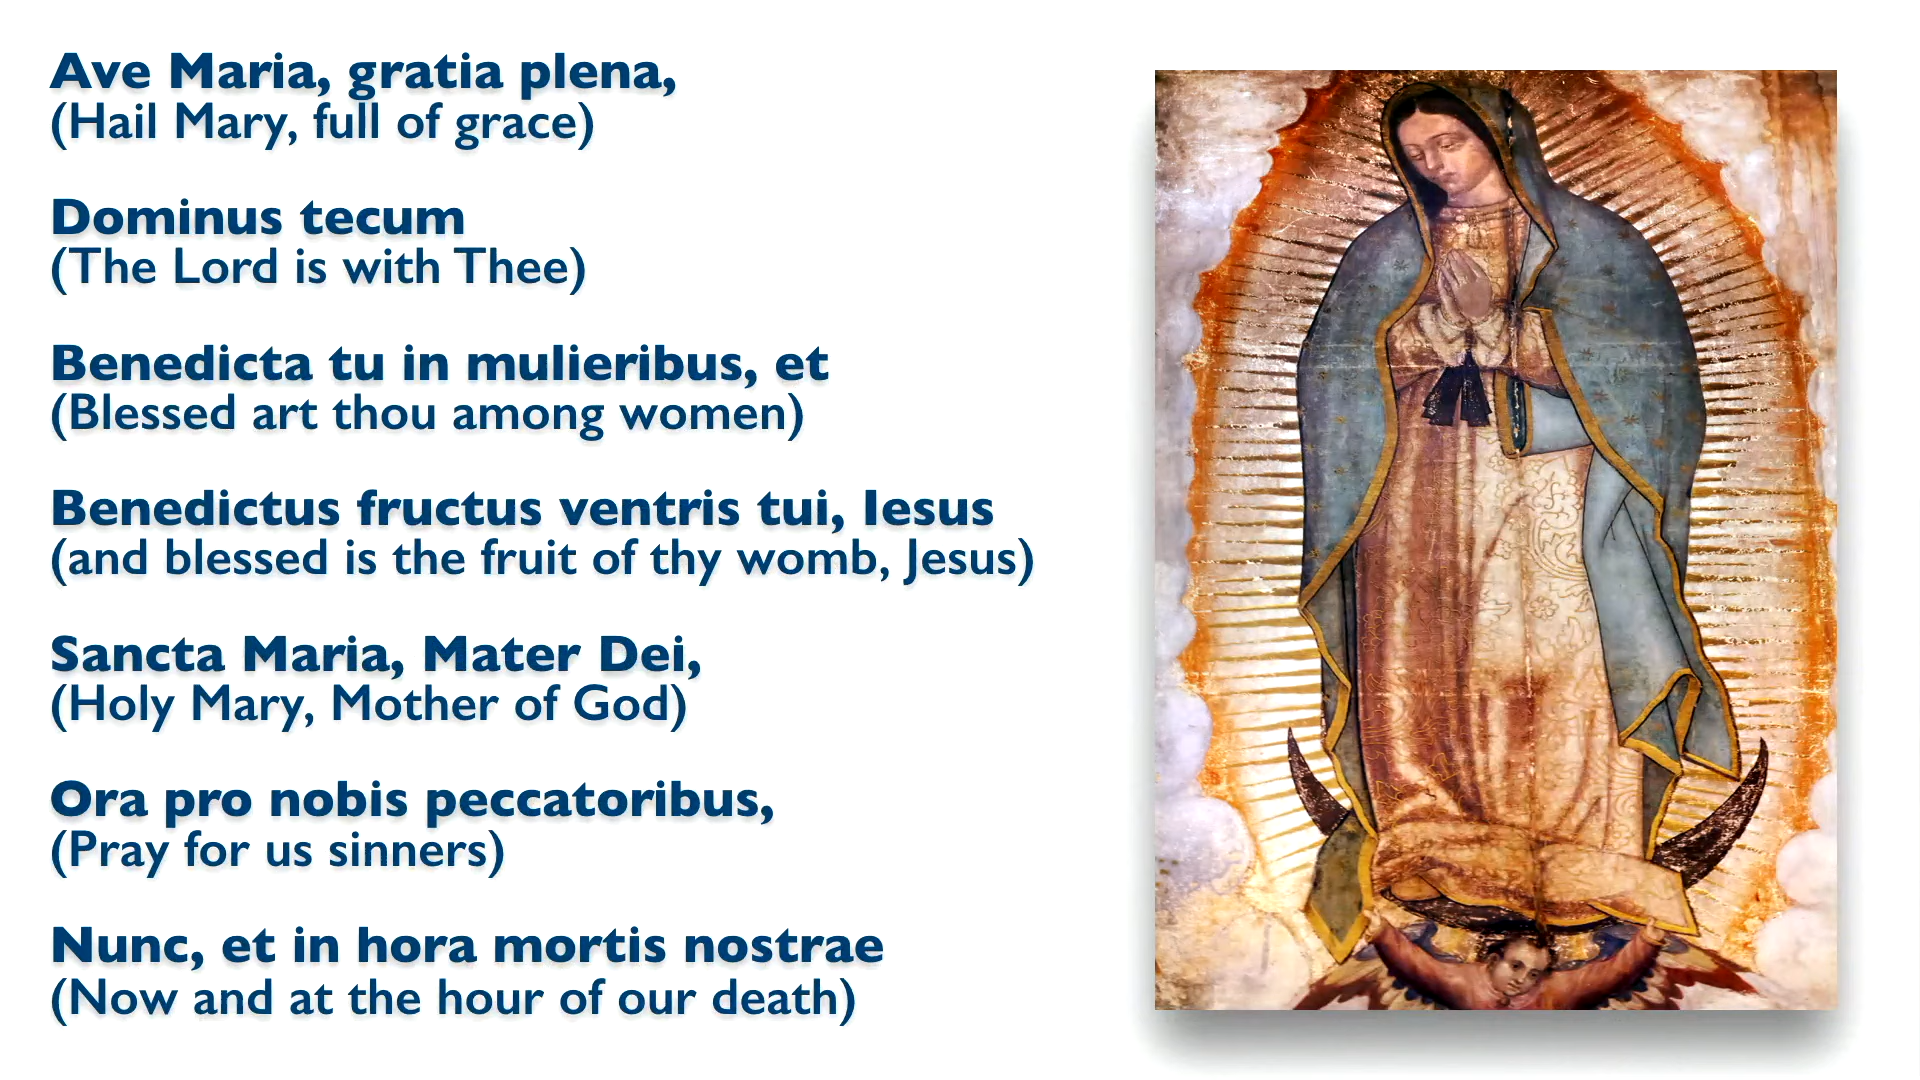 Ave Maria, gratia plena,
(Hail Mary, full of grace)
Dominus tecum
(The Lord is with Thee)
Benedicta tu in mulieribus, et
(Blessed art thou among women)
Benedictus fructus ventris tui, Iesus
(and blessed is the fruit of thy womb, Jesus)
Sancta Maria, Mater Dei,
(Holy Mary, Mother of God)
Ora pro nobis peccatoribus,
(Pray for us sinners)
Nunc, et in hora mortis nostrae
(Now and at the hour of our death)